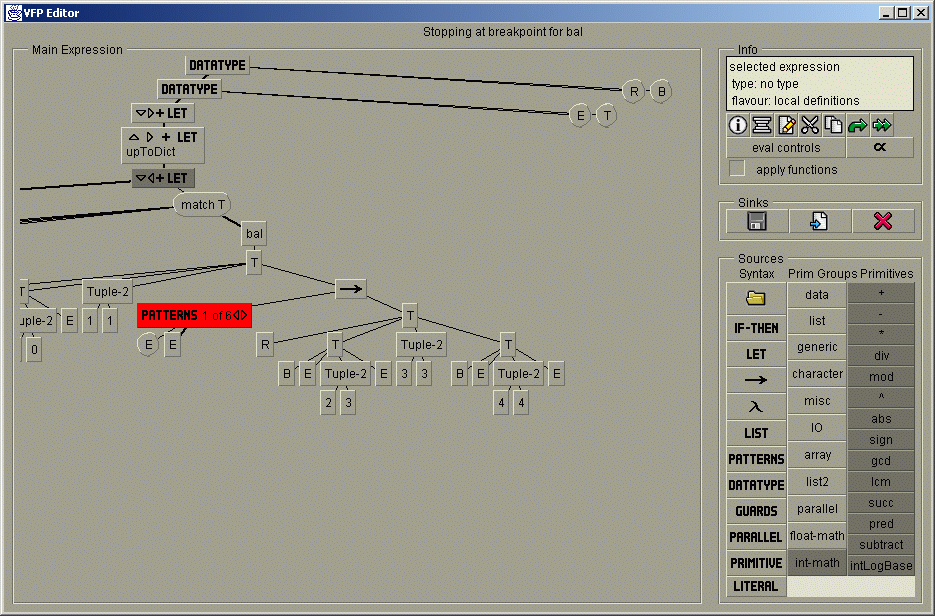 VFP Editor
Stopping at breakpoint for bal
Main Expression
DATATYPE
R B
DATATYPE
E T
+ LET
+ LET
upToDict
+ LET
match T
bal
T
T Tuple-2 →
uple-2 E 1 1 PATTERNS 1 of 6 T
0 E E R T Tuple-2 T
B E Tuple-2 E 3 3 B E Tuple-2 E
2 3 4 4
Info
selected expression
type: no type
flavour: local definitions
eval controls ∝
apply functions
Sinks
Sources
Syntax Prim Groups Primitives
IF-THEN
LET
→
λ
LIST
PATTERNS
DATATYPE
GUARDS
PARALLEL
PRIMITIVE
LITERAL
data
list
generic
character
misc
IO
array
list2
parallel
float-math
int-math
+
-
*
div
mod
^
abs
sign
gcd
lcm
succ
pred
subtract
intLogBase